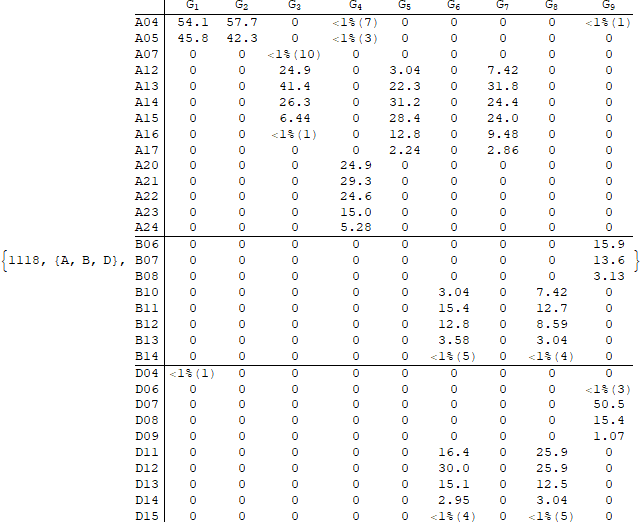 G₁ G₂ G₃ G₄ G₅ G₆ G₇ G₈ G₉
A04 54.1 57.7 0 <1%(7) 0 0 0 0 <1%(1)
A05 45.8 42.3 0 <1%(3) 0 0 0 0 0
A07 0 0 <1%(10) 0 0 0 0 0 0
A12 0 0 24.9 0 3.04 0 7.42 0 0
A13 0 0 41.4 0 22.3 0 31.8 0 0
A14 0 0 26.3 0 31.2 0 24.4 0 0
A15 0 0 6.44 0 28.4 0 24.0 0 0
A16 0 0 <1%(1) 0 12.8 0 9.48 0 0
A17 0 0 0 0 2.24 0 2.86 0 0
A20 0 0 0 24.9 0 0 0 0 0
A21 0 0 0 29.3 0 0 0 0 0
A22 0 0 0 24.6 0 0 0 0 0
A23 0 0 0 15.0 0 0 0 0 0
A24 0 0 0 5.28 0 0 0 0 0
B06 0 0 0 0 0 0 0 0 15.9
{1118, {A, B, D}, B07 0 0 0 0 0 0 0 0 13.6 }
B08 0 0 0 0 0 0 0 0 3.13
B10 0 0 0 0 0 3.04 0 7.42 0
B11 0 0 0 0 0 15.4 0 12.7 0
B12 0 0 0 0 0 12.8 0 8.59 0
B13 0 0 0 0 0 3.58 0 3.04 0
B14 0 0 0 0 0 <1%(5) 0 <1%(4) 0
D04 <1%(1) 0 0 0 0 0 0 0 0
D06 0 0 0 0 0 0 0 0 <1%(3)
D07 0 0 0 0 0 0 0 0 50.5
D08 0 0 0 0 0 0 0 0 15.4
D09 0 0 0 0 0 0 0 0 1.07
D11 0 0 0 0 0 16.4 0 25.9 0
D12 0 0 0 0 0 30.0 0 25.9 0
D13 0 0 0 0 0 15.1 0 12.5 0
D14 0 0 0 0 0 2.95 0 3.04 0
D15 0 0 0 0 0 <1%(4) 0 <1%(5) 0